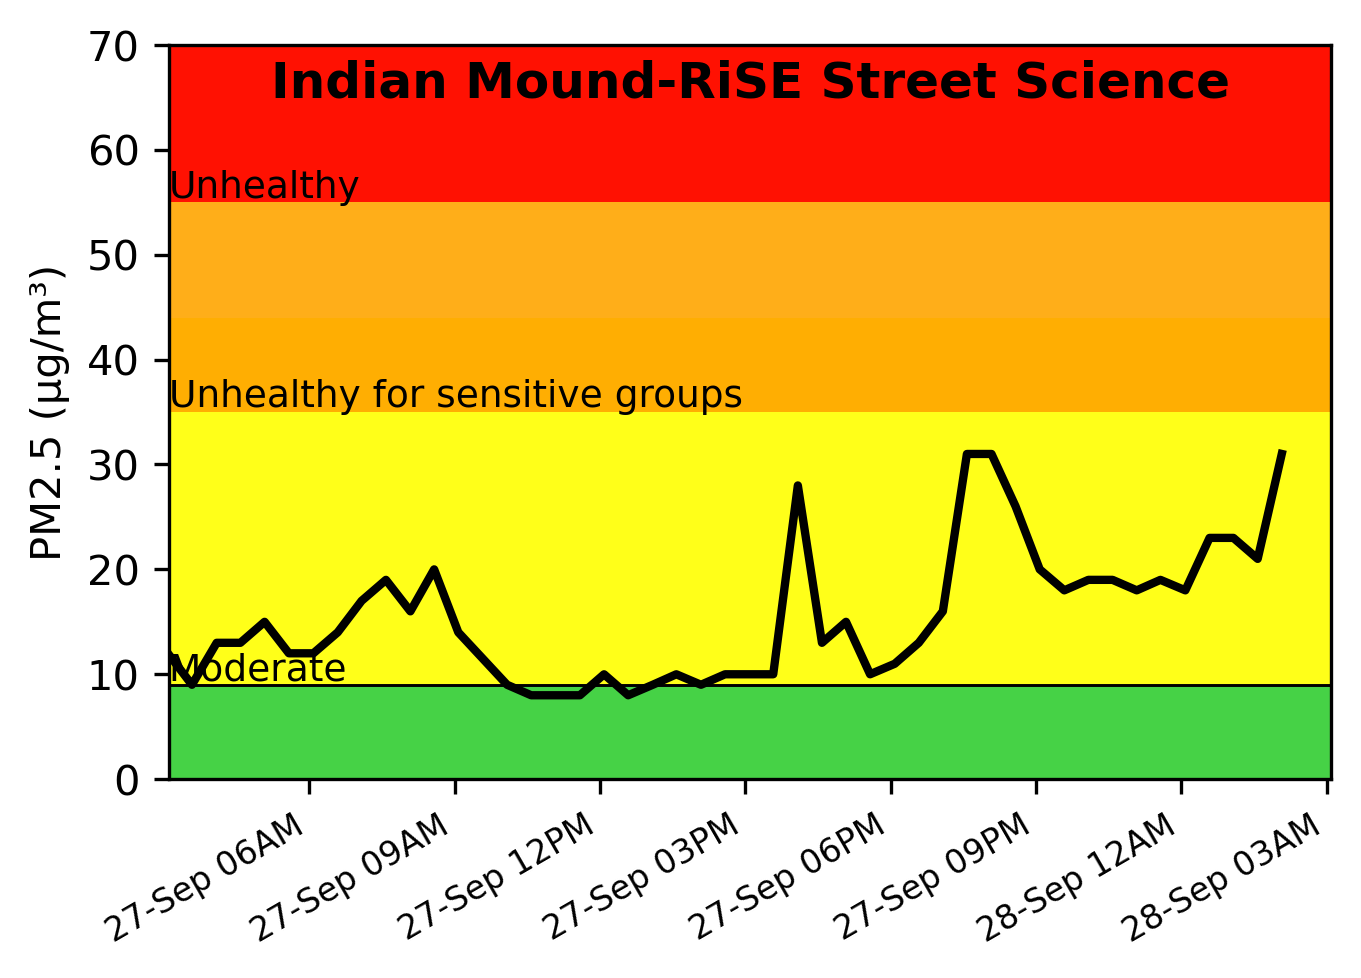 Indian Mound-RiSE Street Science
70
60
50
40
30
20
10
0
PM2.5 (µg/m³)
Unhealthy
Unhealthy for sensitive groups
Moderate
27-Sep 06AM
27-Sep 09AM
27-Sep 12PM
27-Sep 03PM
27-Sep 06PM
27-Sep 09PM
28-Sep 12AM
28-Sep 03AM